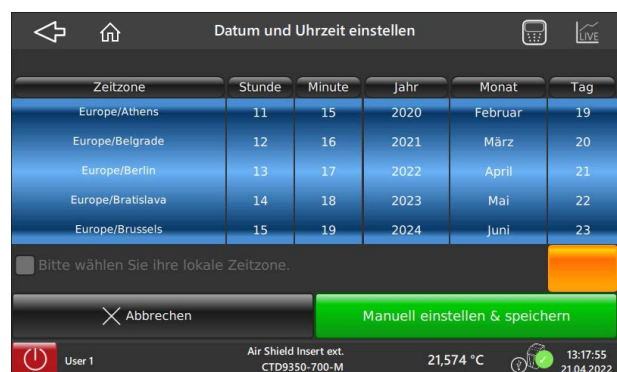 Datum und Uhrzeit einstellen
LIVE
Zeitzone Stunde Minute Jahr Monat Tag
Europe/Athens 11 15 2020 Februar 19
Europe/Belgrade 12 16 2021 März 20
Europe/Berlin 13 17 2022 April 21
Europe/Bratislava 14 18 2023 Mai 22
Europe/Brussels 15 19 2024 Juni 23
Bitte wählen Sie ihre lokale Zeitzone.
Abbrechen Manuell einstellen & speichern
User 1 Air Shield Insert ext. 21,574 °C 13:17:55
CTD9350-700-M 21.04.2022